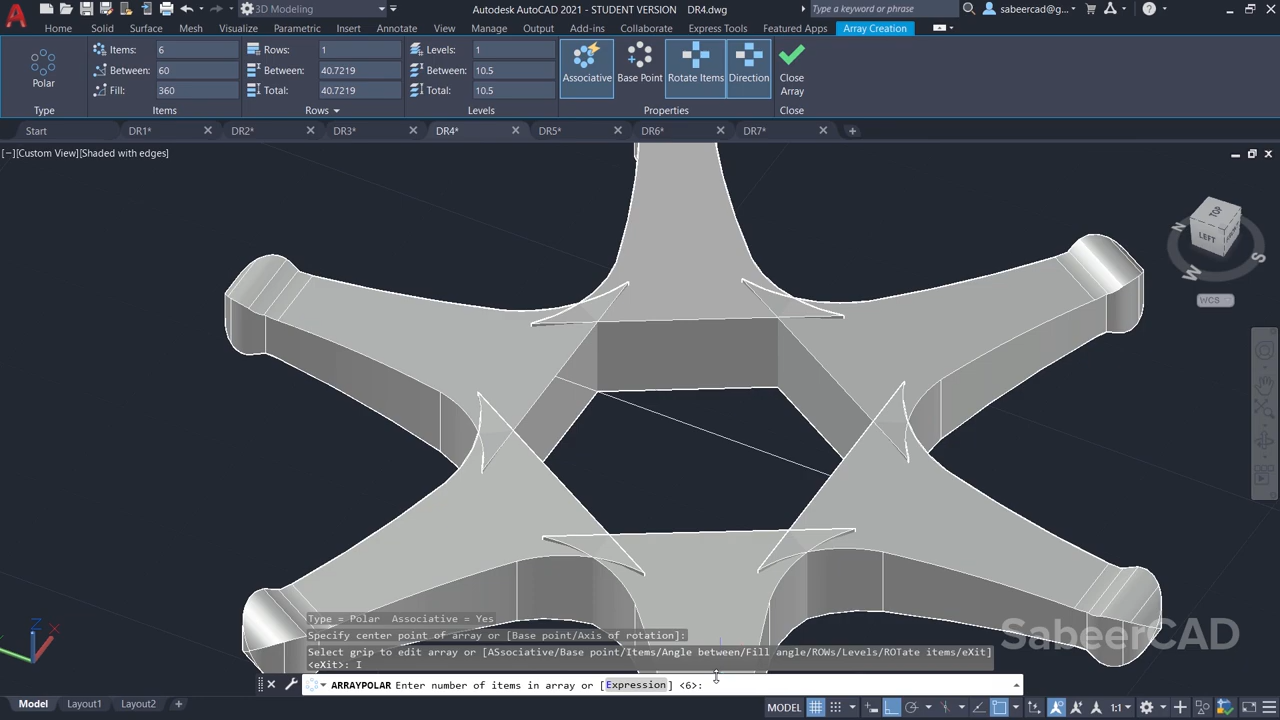 3D Modeling
Autodesk AutoCAD 2021 - STUDENT VERSION DR4.dwg
Type a keyword or phrase
sabeercad@g...
Home Solid Surface Mesh Visualize Parametric Insert Annotate View Manage Output Add-ins Collaborate Express Tools Featured Apps Array Creation
Items: 6
Between: 60
Fill: 360
Rows: 1
Between: 40.7219
Total: 40.7219
Levels: 1
Between: 10.5
Total: 10.5
Polar
Associative Base Point Rotate Items Direction Close Array
Type Items Rows Levels Properties Close
Start DR1* DR2* DR3* DR4* DR5* DR6* DR7*
[−][Custom View][Shaded with edges]
TOP
LEFT
N
W
S
WCS
Type = Polar Associative = Yes
Specify center point of array or [Base point/Axis of rotation]:
Select grip to edit array or [ASsociative/Base point/Items/Angle between/Fill angle/ROWs/Levels/ROTate items/eXit]
<eXit>: I
ARRAYPOLAR Enter number of items in array or [Expression] <6>:
SabeerCAD
Z
X
Model Layout1 Layout2
MODEL
1:1